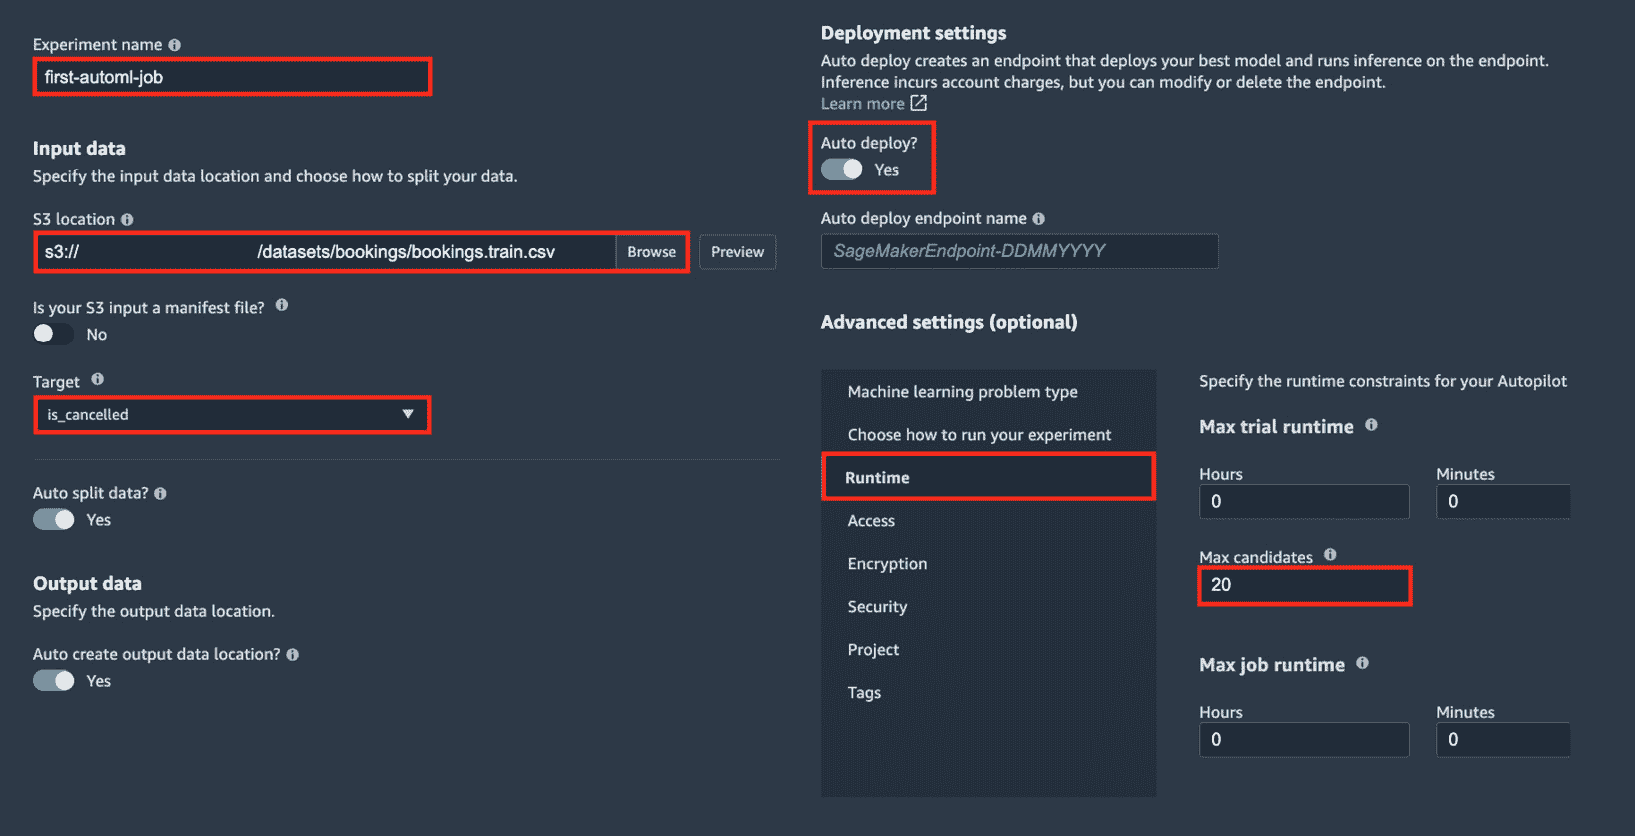 Experiment name
first-automl-job
Input data
Specify the input data location and choose how to split your data.
S3 location
s3:// /datasets/bookings/bookings.train.csv
Browse
Preview
Is your S3 input a manifest file?
No
Target
is_cancelled
Auto split data?
Yes
Output data
Specify the output data location.
Auto create output data location?
Yes
Deployment settings
Auto deploy creates an endpoint that deploys your best model and runs inference on the endpoint.
Inference incurs account charges, but you can modify or delete the endpoint.
Learn more
Auto deploy?
Yes
Auto deploy endpoint name
SageMakerEndpoint-DDMMYYYY
Advanced settings (optional)
Machine learning problem type
Choose how to run your experiment
Runtime
Access
Encryption
Security
Project
Tags
Specify the runtime constraints for your Autopilot
Max trial runtime
Hours
Minutes
0
0
Max candidates
20
Max job runtime
Hours
Minutes
0
0